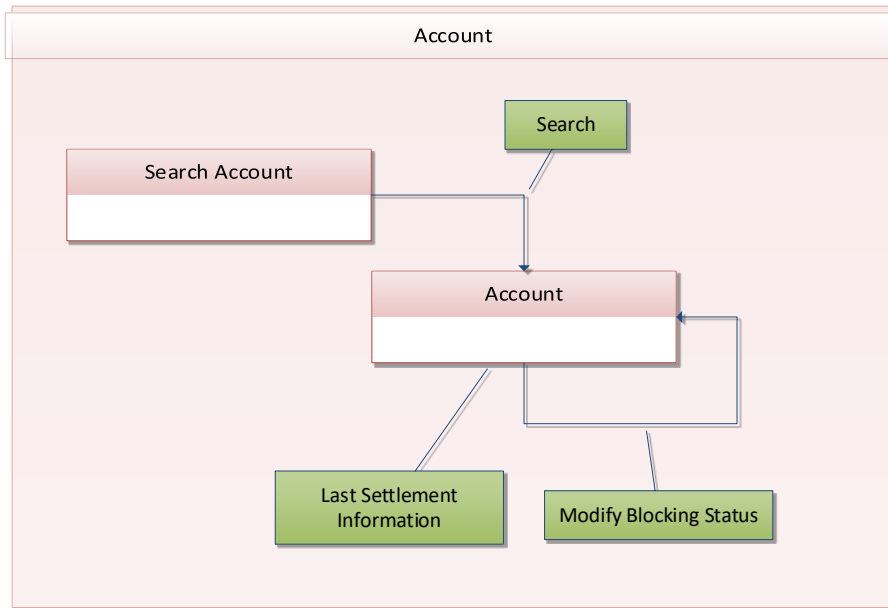 Account
Search
Search Account
Account
Last Settlement
Information
Modify Blocking Status